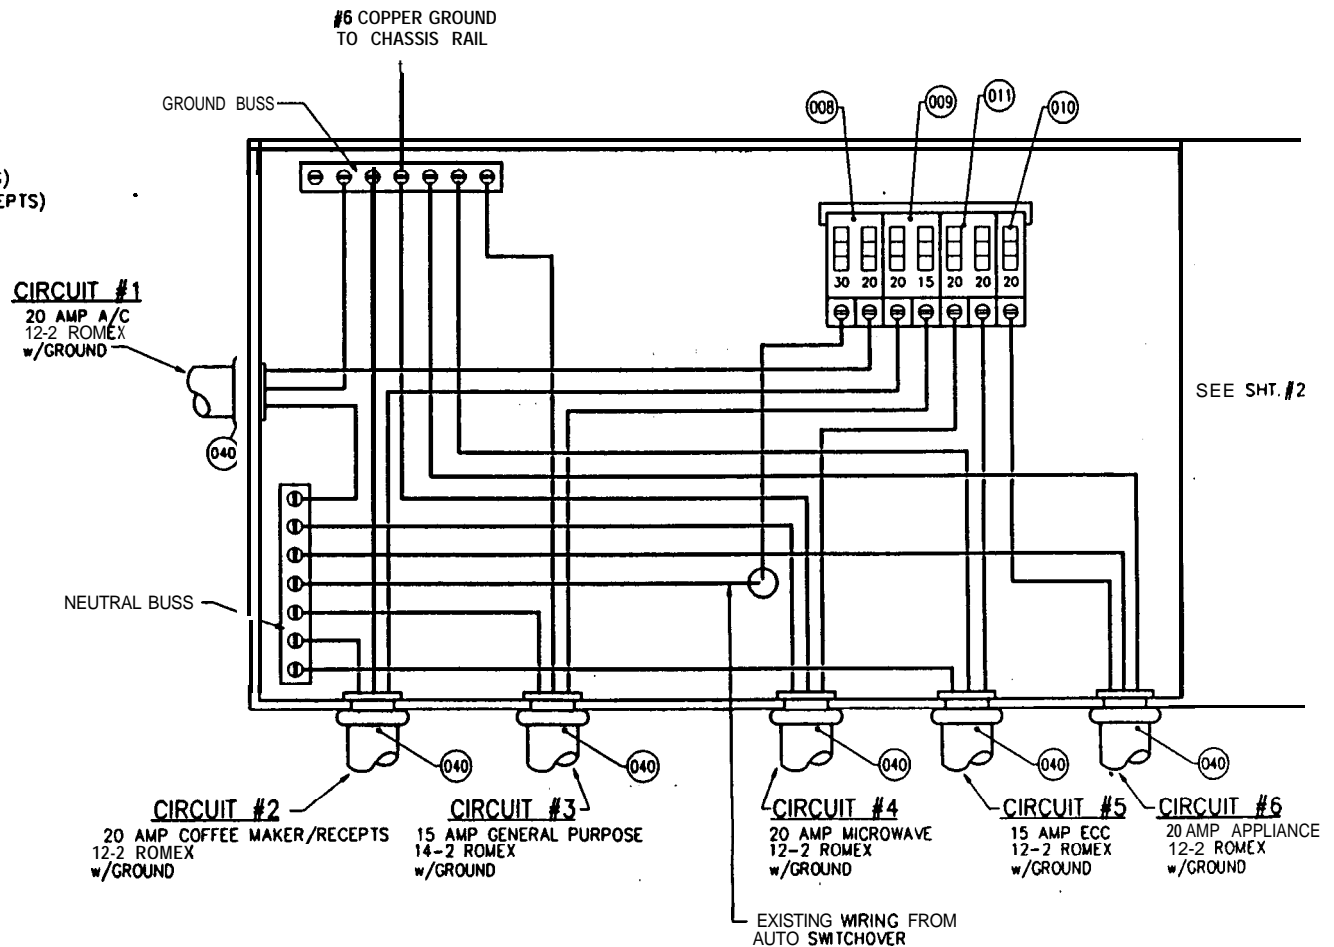 #6 COPPER GROUND
TO CHASSIS RAIL
GROUND BUSS
008
009
011
010
S)
EPTS)
30 20 20 15 20 20 20
CIRCUIT #1
20 AMP A/C
12-2 ROMEX
w/GROUND
040
SEE SHT. #2
NEUTRAL BUSS
040
040
040
040
040
CIRCUIT #2
20 AMP COFFEE MAKER/RECEPTS
12-2 ROMEX
w/GROUND
CIRCUIT #3
15 AMP GENERAL PURPOSE
14-2 ROMEX
w/GROUND
CIRCUIT #4
20 AMP MICROWAVE
12-2 ROMEX
w/GROUND
CIRCUIT #5
15 AMP ECC
12-2 ROMEX
w/GROUND
CIRCUIT #6
20 AMP APPLIANCE
12-2 ROMEX
w/GROUND
EXISTING WIRING FROM
AUTO SWITCHOVER